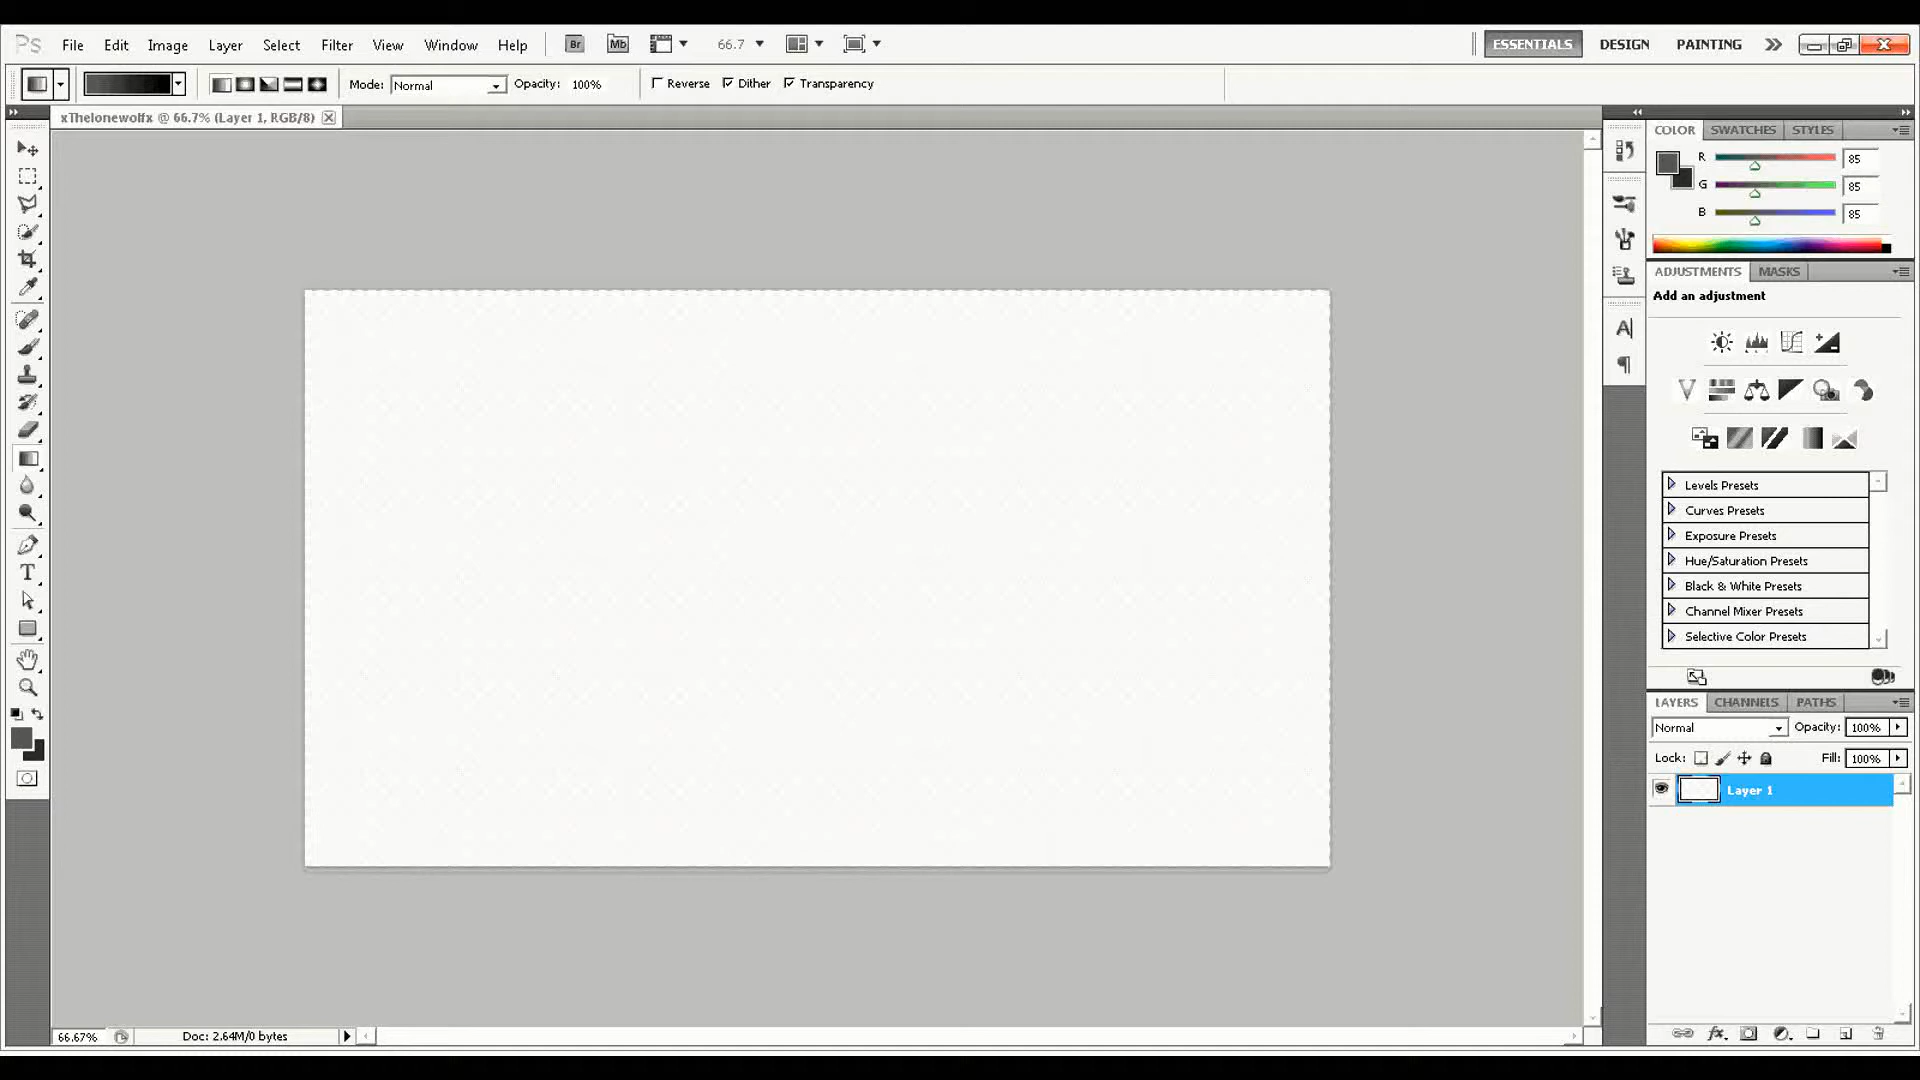 Ps File Edit Image Layer Select Filter View Window Help Br Mb 66.7 ESSENTIALS DESIGN PAINTING
Mode: Normal Opacity: 100% Reverse Dither Transparency
xThelonewolfx @ 66.7% (Layer 1, RGB/8)
COLOR SWATCHES STYLES
R 85
G 85
B 85
ADJUSTMENTS MASKS
Add an adjustment
Levels Presets
Curves Presets
Exposure Presets
Hue/Saturation Presets
Black & White Presets
Channel Mixer Presets
Selective Color Presets
LAYERS CHANNELS PATHS
Normal Opacity: 100%
Lock: Fill: 100%
Layer 1
66.67% Doc: 2.64M/0 bytes